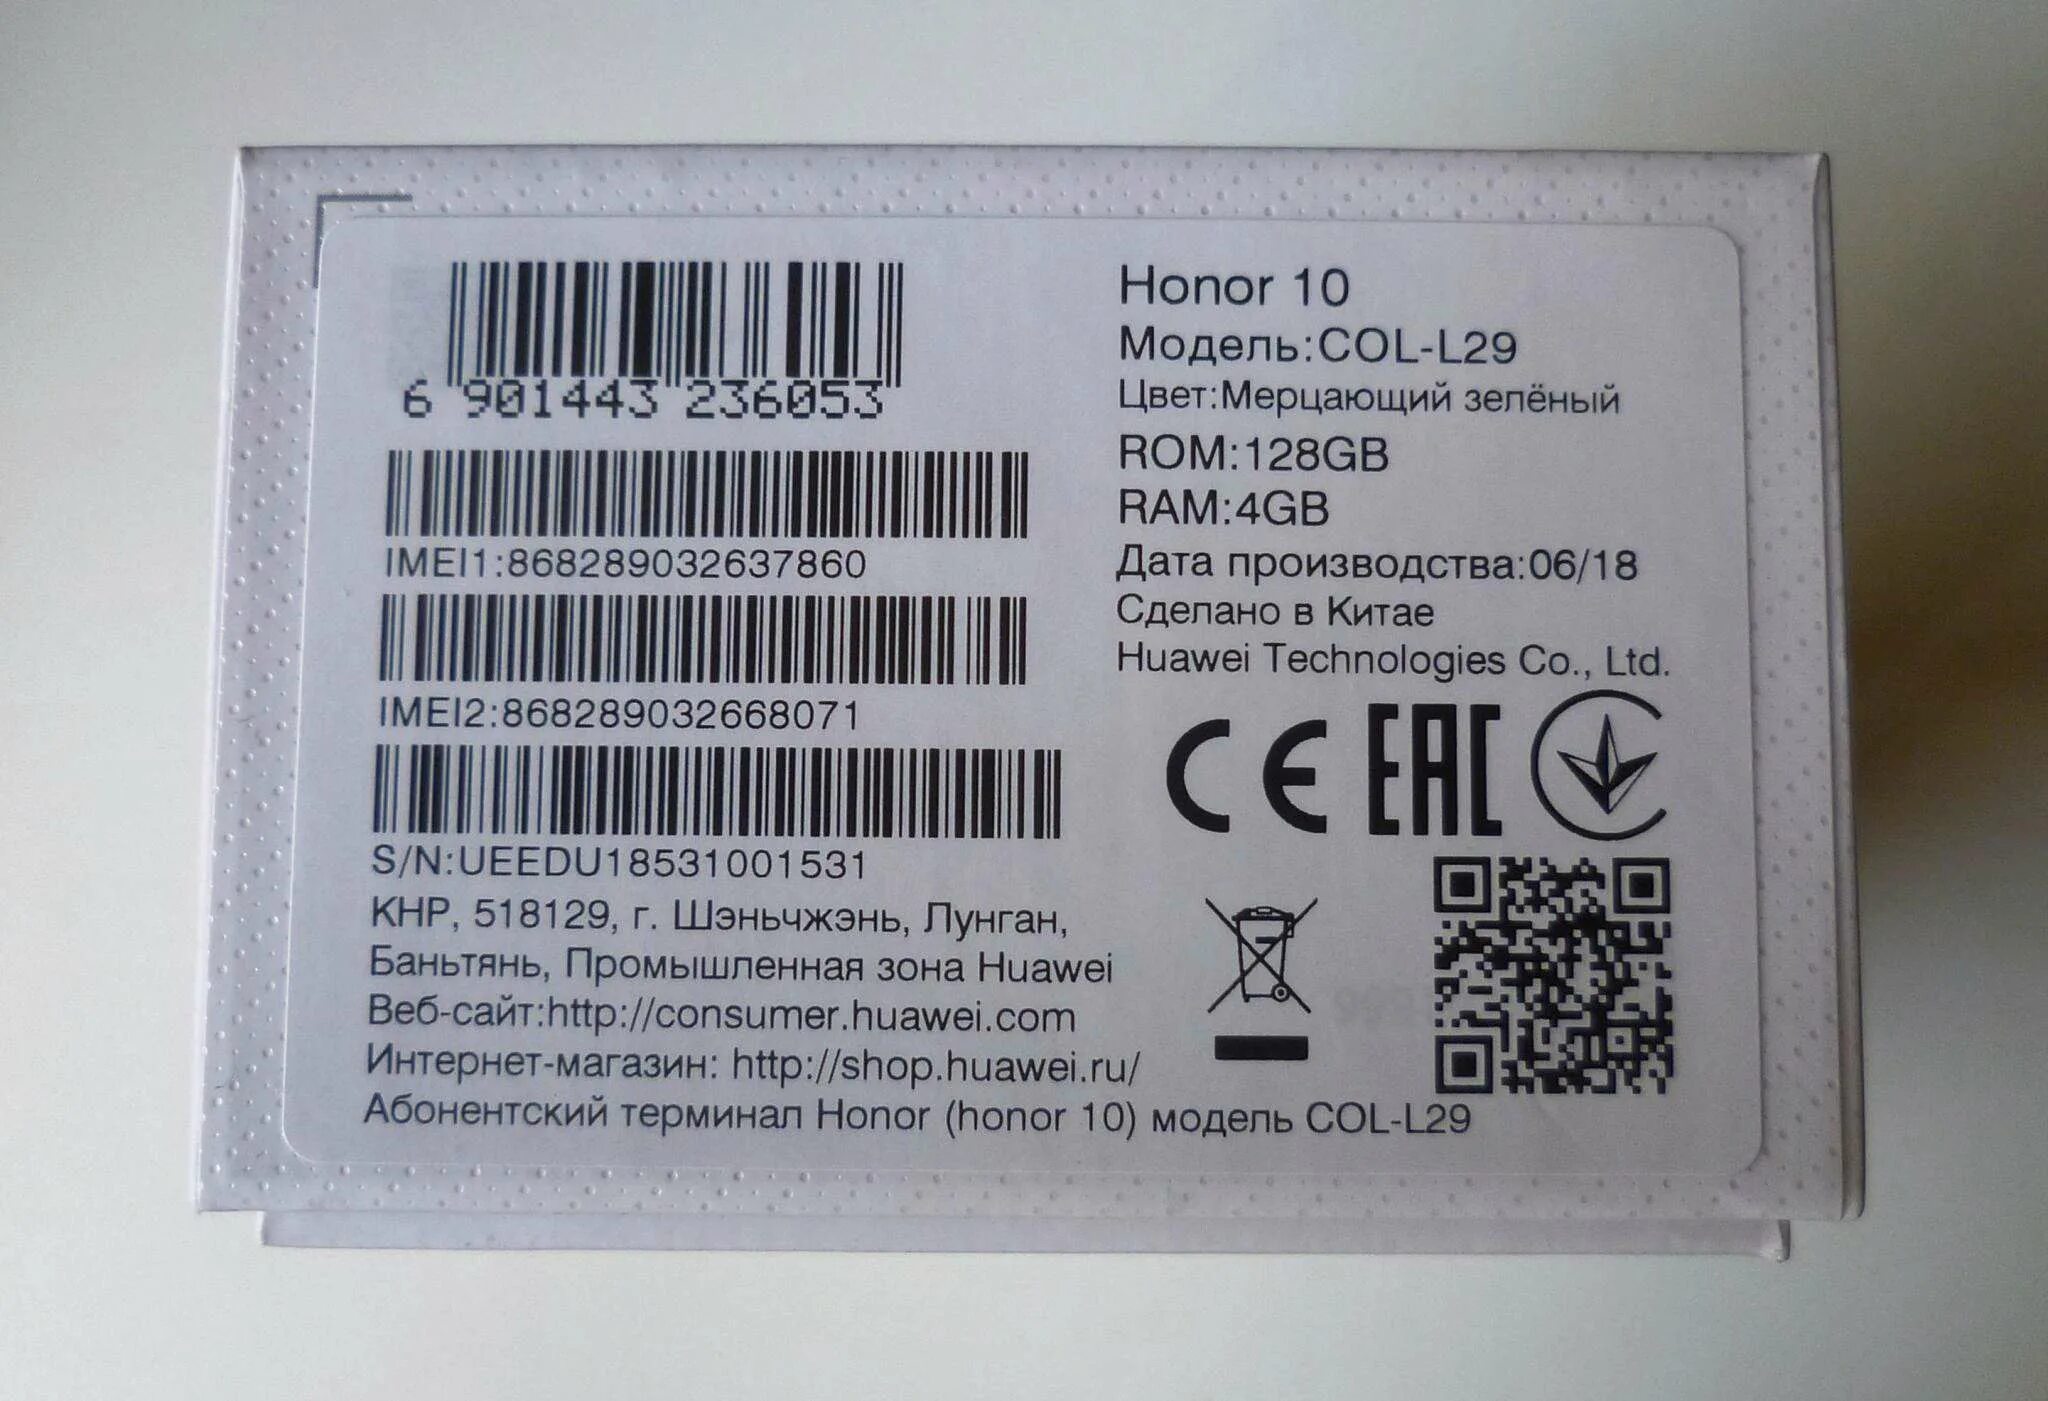 6 901443 236053
IMEI1:868289032637860
IMEI2:868289032668071
S/N:UEEDU18531001531
КНР, 518129, г. Шэньчжэнь, Лунган,
Баньтянь, Промышленная зона Huawei
Веб-сайт:http://consumer.huawei.com
Интернет-магазин: http://shop.huawei.ru/
Абонентский терминал Honor (honor 10) модель COL-L29
Honor 10
Модель:COL-L29
Цвет:Мерцающий зелёный
ROM:128GB
RAM:4GB
Дата производства:06/18
Сделано в Китае
Huawei Technologies Co., Ltd.
CE EAC